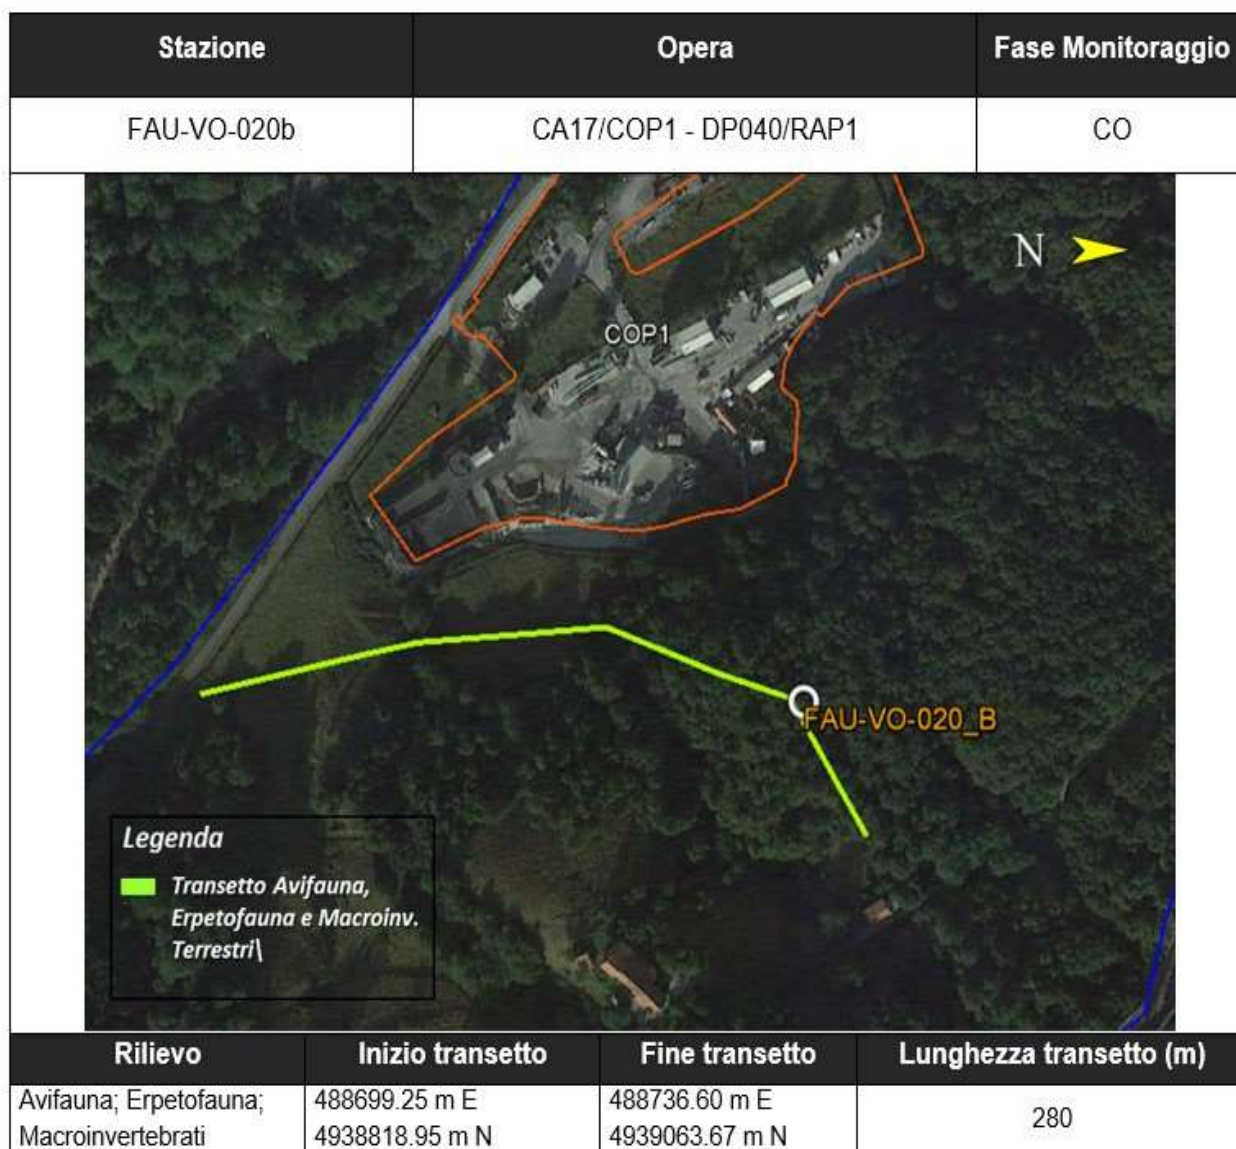 Stazione Opera Fase Monitoraggio
FAU-VO-020b CA17/COP1 - DP040/RAP1 CO
N
COP1
FAU-VO-020_B
Legenda
Transetto Avifauna,
Erpetofauna e Macroinv.
Terrestri\
Rilievo Inizio transetto Fine transetto Lunghezza transetto (m)
Avifauna; Erpetofauna; 488699.25 m E 488736.60 m E 280
Macroinvertebrati 4938818.95 m N 4939063.67 m N